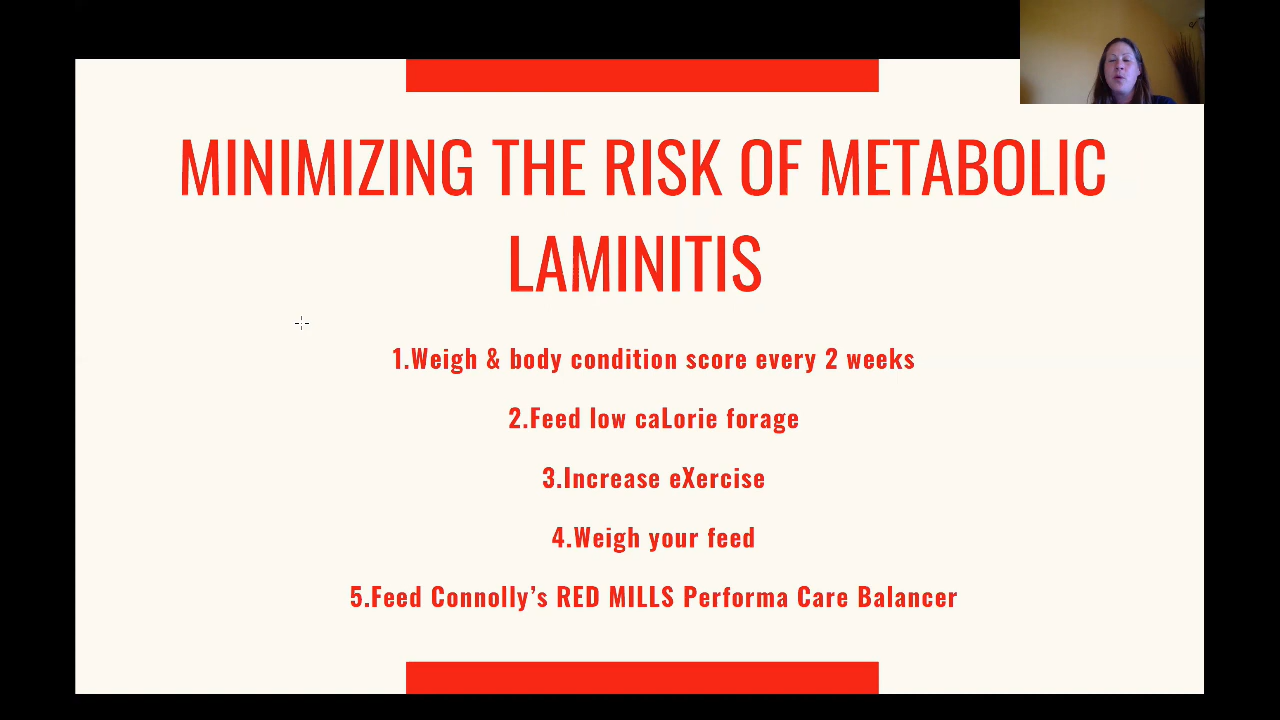 MINIMIZING THE RISK OF METABOLIC
LAMINITIS
1.Weigh & body condition score every 2 weeks
2.Feed low caLorie forage
3.Increase eXercise
4.Weigh your feed
5.Feed Connolly’s RED MILLS Performa Care Balancer